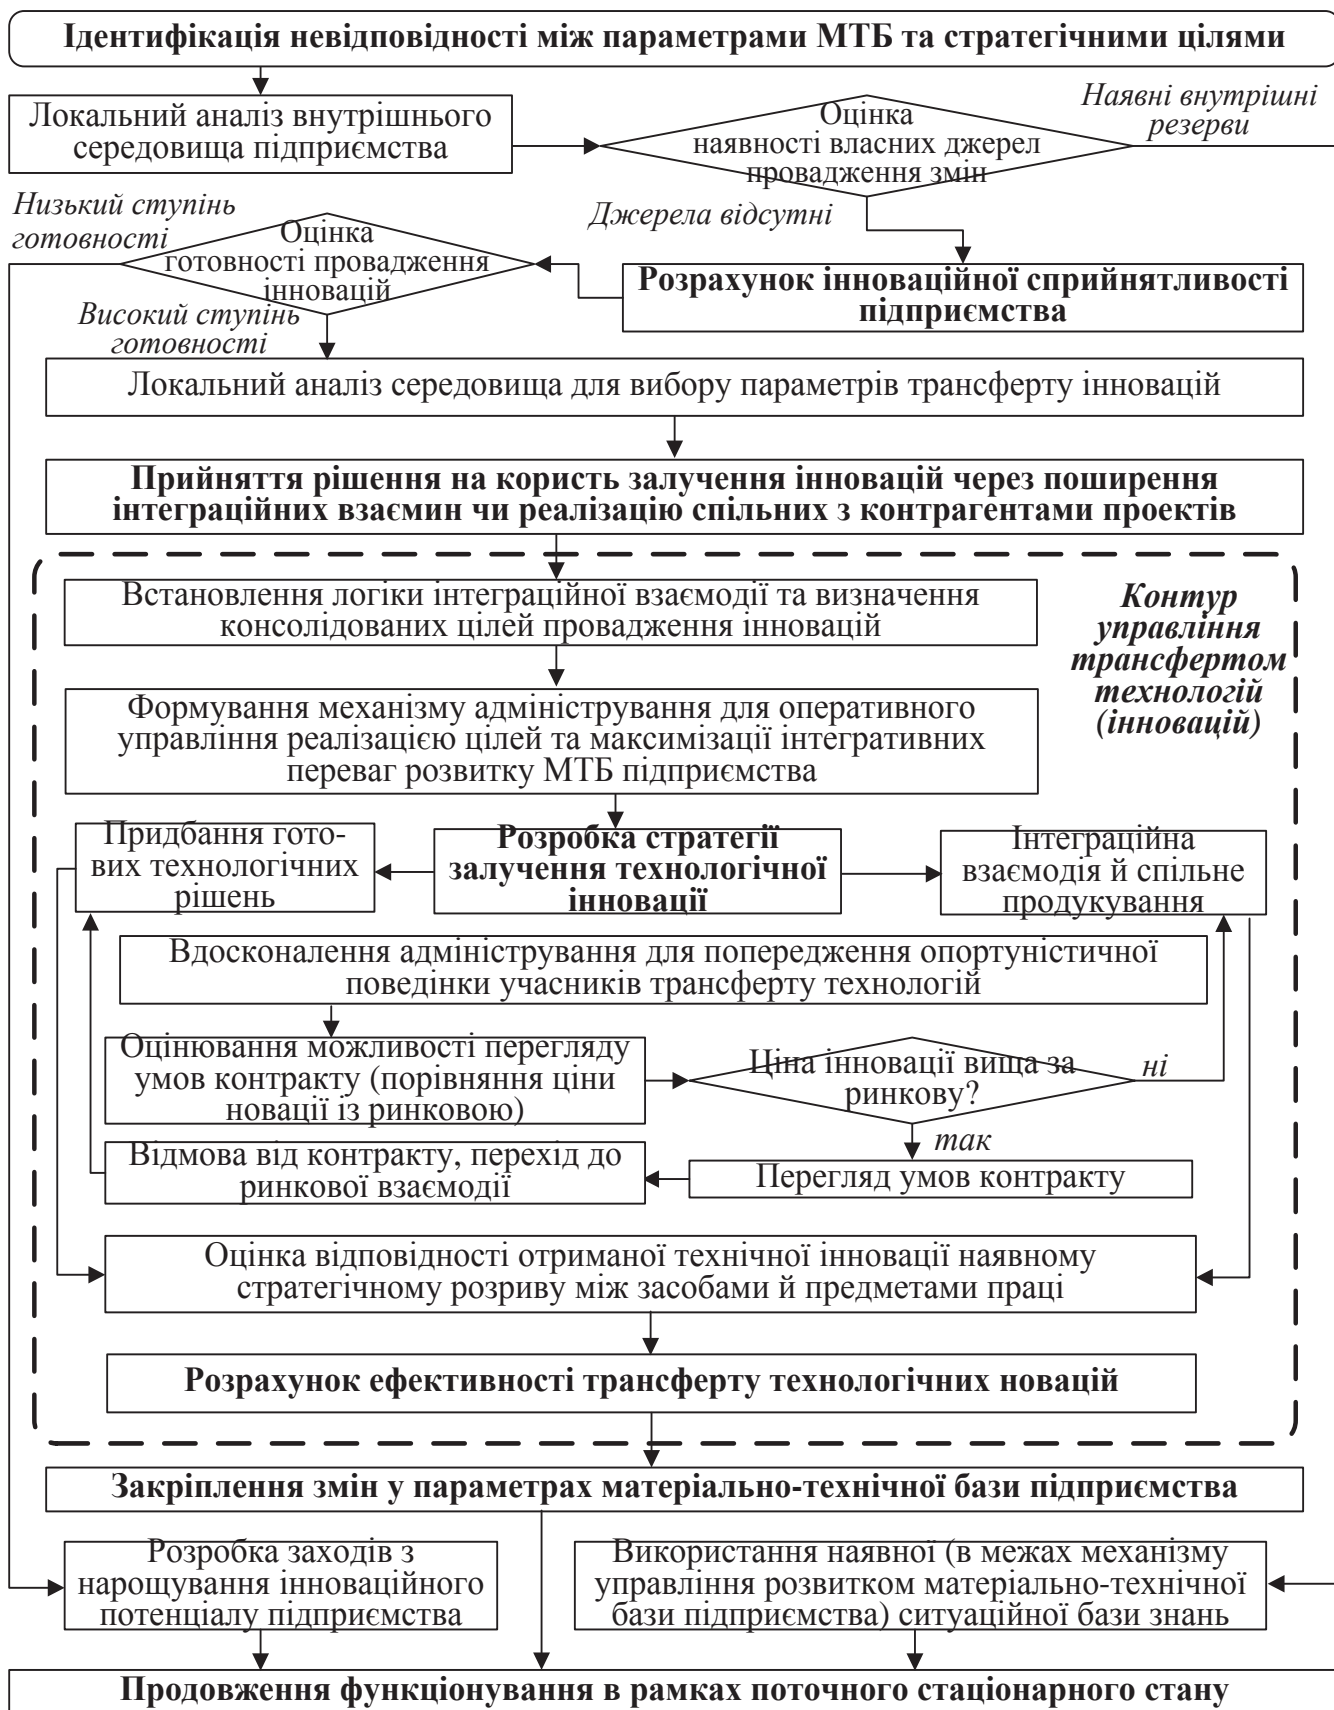 Ідентифікація невідповідності між параметрами МТБ та стратегічними цілями
Локальний аналіз внутрішнього
середовища підприємства
Оцінка
наявності власних джерел
провадження змін
Наявні внутрішні
резерви
Джерела відсутні
Низький ступінь
готовності
Оцінка
готовності провадження
інновацій
Розрахунок інноваційної сприйнятливості
підприємства
Високий ступінь
готовності
Локальний аналіз середовища для вибору параметрів трансферту інновацій
Прийняття рішення на користь залучення інновацій через поширення
інтеграційних взаємин чи реалізацію спільних з контрагентами проектів
Встановлення логіки інтеграційної взаємодії та визначення
консолідованих цілей провадження інновацій
Контур
управління
трансфертом
технологій
(інновацій)
Формування механізму адміністрування для оперативного
управління реалізацією цілей та максимізації інтегративних
переваг розвитку МТБ підприємства
Придбання гото-
вих технологічних
рішень
Розробка стратегії
залучення технологічної
інновації
Інтеграційна
взаємодія й спільне
продукування
Вдосконалення адміністрування для попередження опортуністичної
поведінки учасників трансферту технологій
Оцінювання можливості перегляду
умов контракту (порівняння ціни
новації із ринковою)
Ціна інновації вища за
ринкову?
ні
так
Відмова від контракту, перехід до
ринкової взаємодії
Перегляд умов контракту
Оцінка відповідності отриманої технічної інновації наявному
стратегічному розриву між засобами й предметами праці
Розрахунок ефективності трансферту технологічних новацій
Закріплення змін у параметрах матеріально-технічної бази підприємства
Розробка заходів з
нарощування інноваційного
потенціалу підприємства
Використання наявної (в межах механізму
управління розвитком матеріально-технічної
бази підприємства) ситуаційної бази знань
Продовження функціонування в рамках поточного стаціонарного стану